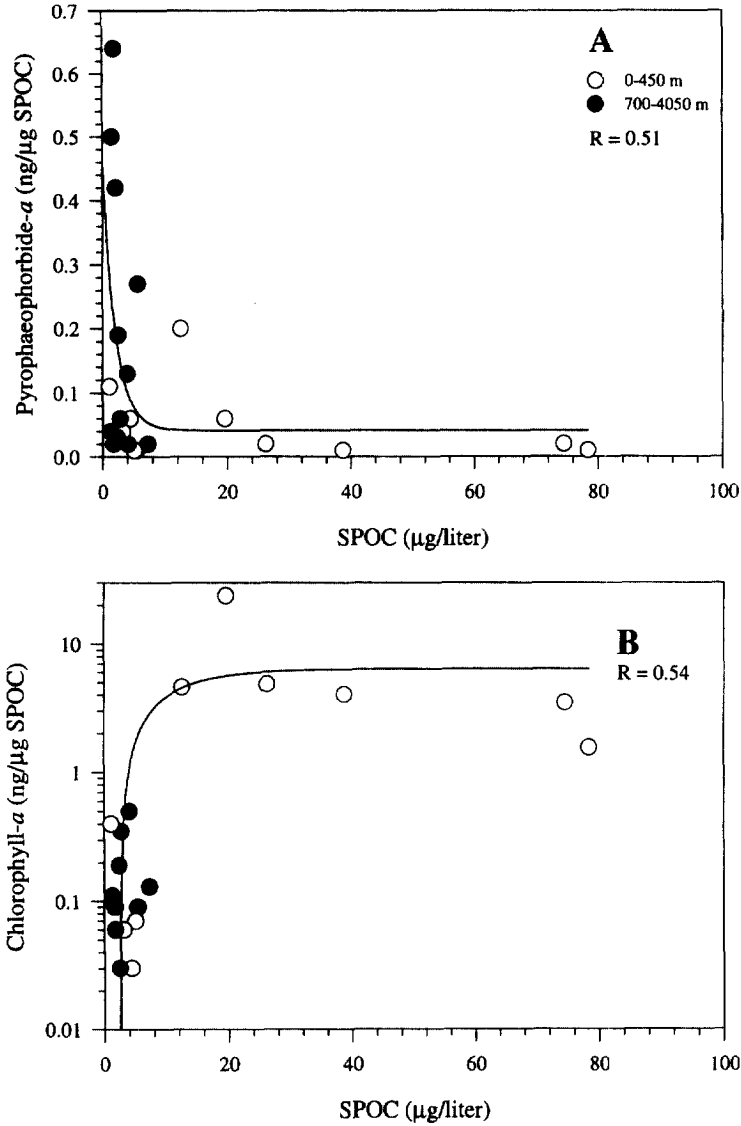 A
0-450 m
700-4050 m
R = 0.51
Pyrophaeophorbide-a (ng/µg SPOC)
0.7
0.6
0.5
0.4
0.3
0.2
0.1
0.0
0 20 40 60 80 100
SPOC (µg/liter)
B
R = 0.54
Chlorophyll-a (ng/µg SPOC)
10
1
0.1
0.01
0 20 40 60 80 100
SPOC (µg/liter)